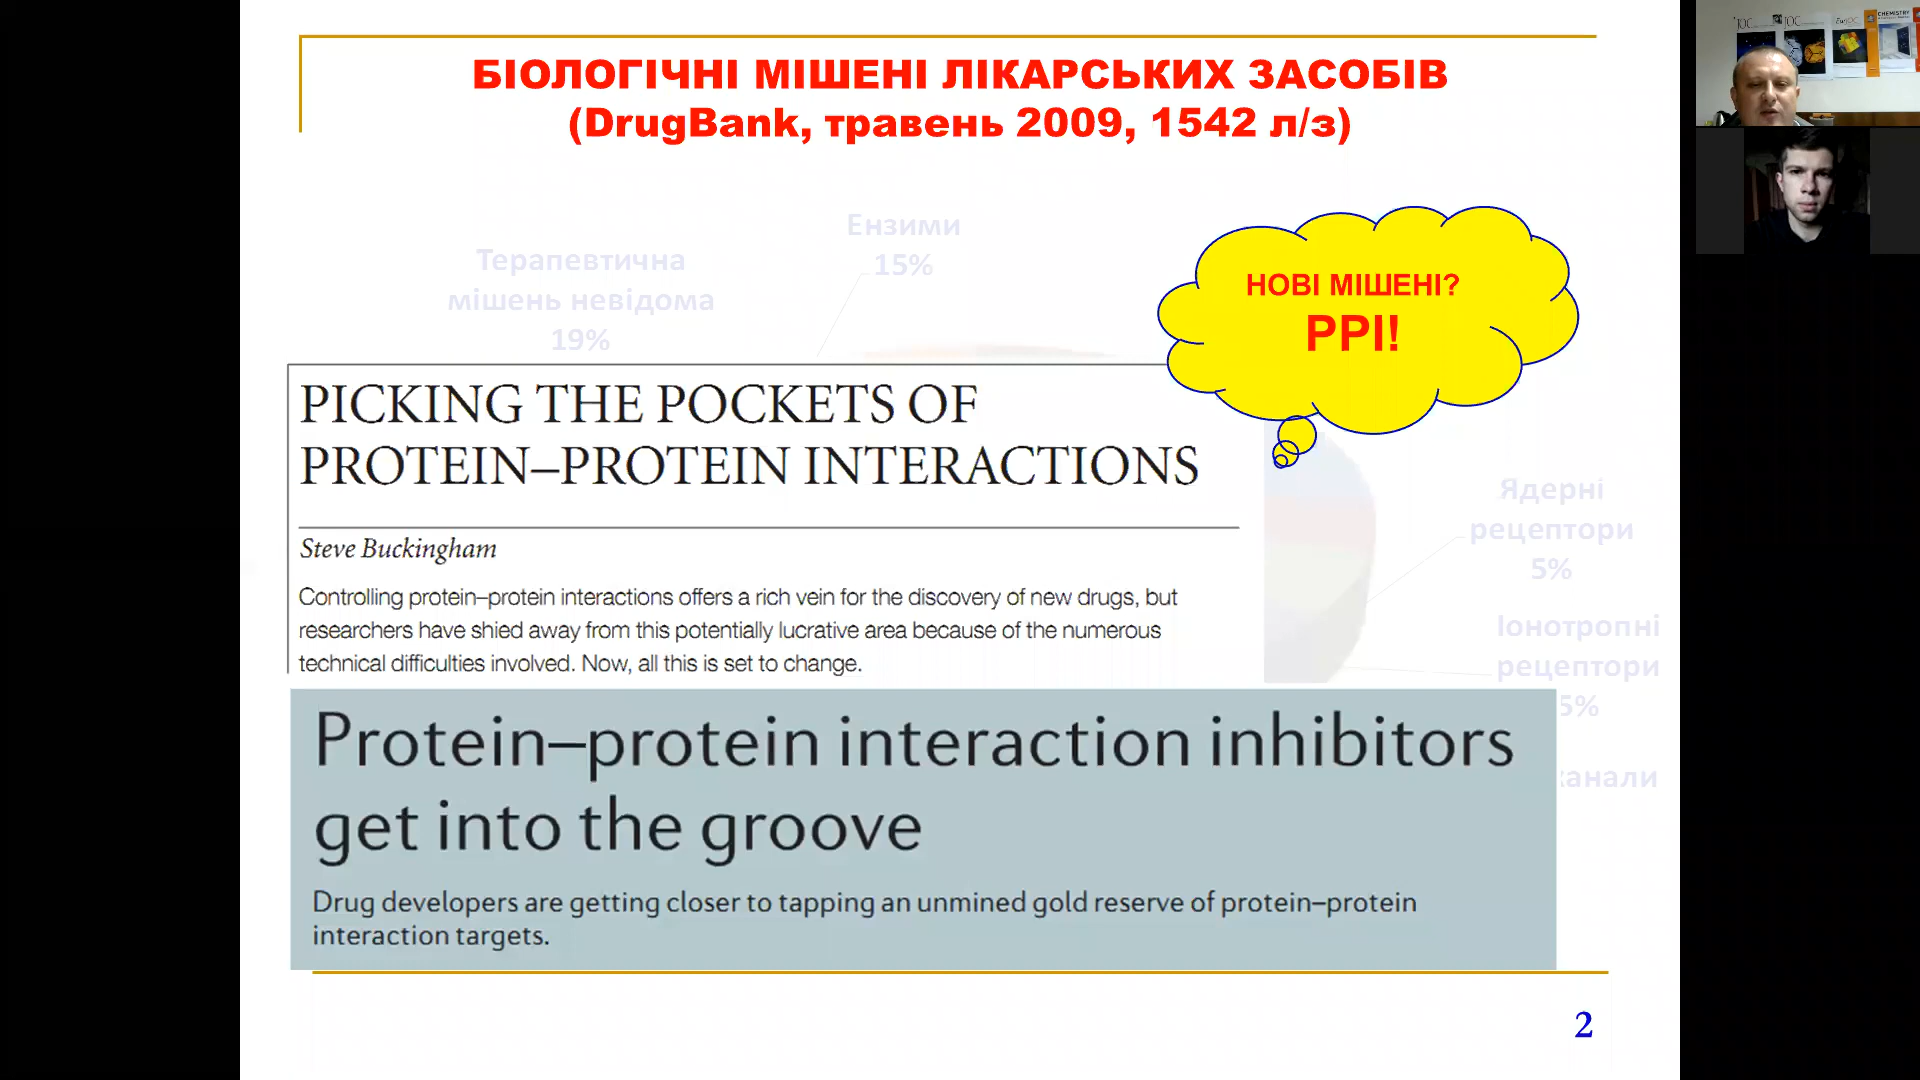 БІОЛОГІЧНІ МІШЕНІ ЛІКАРСЬКИХ ЗАСОБІВ
(DrugBank, травень 2009, 1542 л/з)
Ензими
15%
Терапевтична
мішень невідома
19%
НОВІ МІШЕНІ?
PPI!
PICKING THE POCKETS OF
PROTEIN–PROTEIN INTERACTIONS
Steve Buckingham
Controlling protein–protein interactions offers a rich vein for the discovery of new drugs, but
researchers have shied away from this potentially lucrative area because of the numerous
technical difficulties involved. Now, all this is set to change.
Ядерні
рецептори
5%
Іонотропні
рецептори
5%
канали
Protein–protein interaction inhibitors
get into the groove
Drug developers are getting closer to tapping an unmined gold reserve of protein–protein
interaction targets.
2